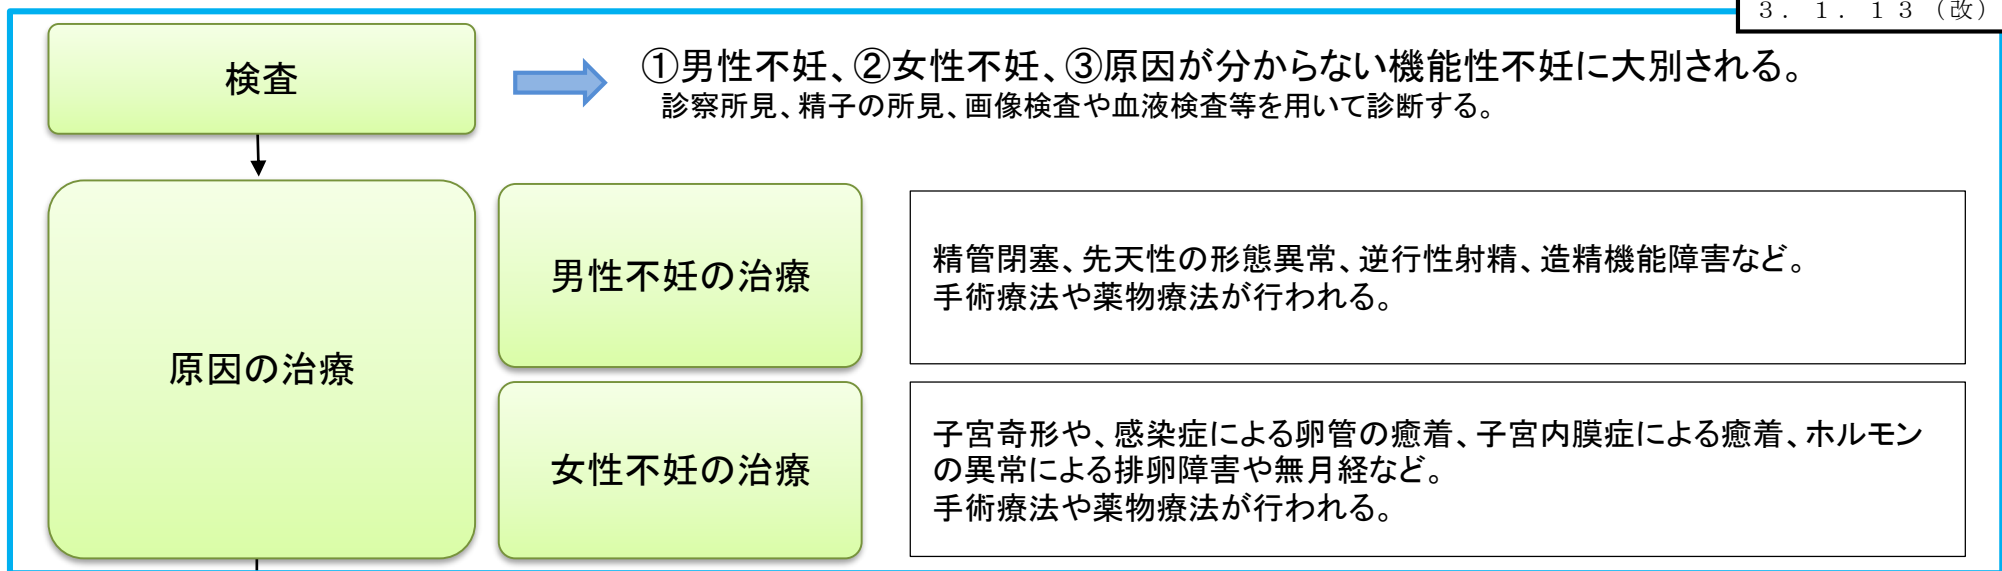 ３．１．１３（改）
検査
①男性不妊、②女性不妊、③原因が分からない機能性不妊に大別される。
診察所見、精子の所見、画像検査や血液検査等を用いて診断する。
原因の治療
男性不妊の治療
精管閉塞、先天性の形態異常、逆行性射精、造精機能障害など。
手術療法や薬物療法が行われる。
女性不妊の治療
子宮奇形や、感染症による卵管の癒着、子宮内膜症による癒着、ホルモン
の異常による排卵障害や無月経など。
手術療法や薬物療法が行われる。